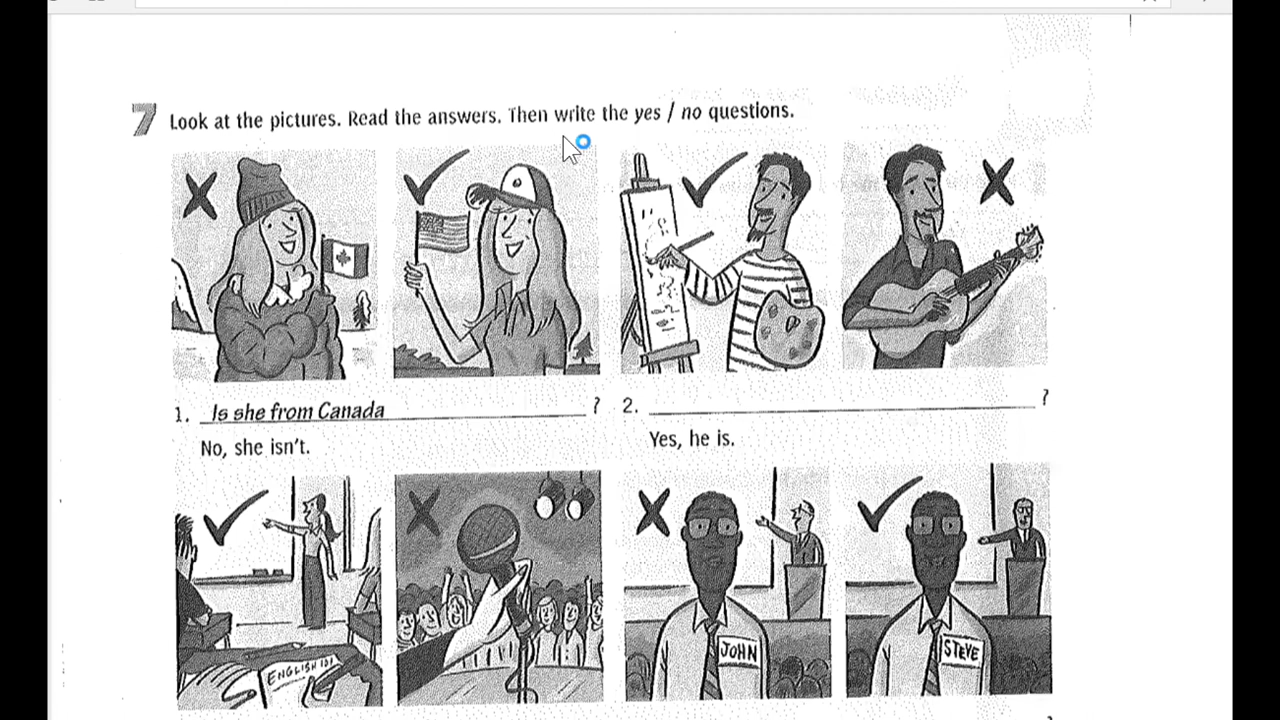 7 Look at the pictures. Read the answers. Then write the yes / no questions.
1. Is she from Canada ?
No, she isn't.
2. ?
Yes, he is.
ENGLISH 101
JOHN
STEVE